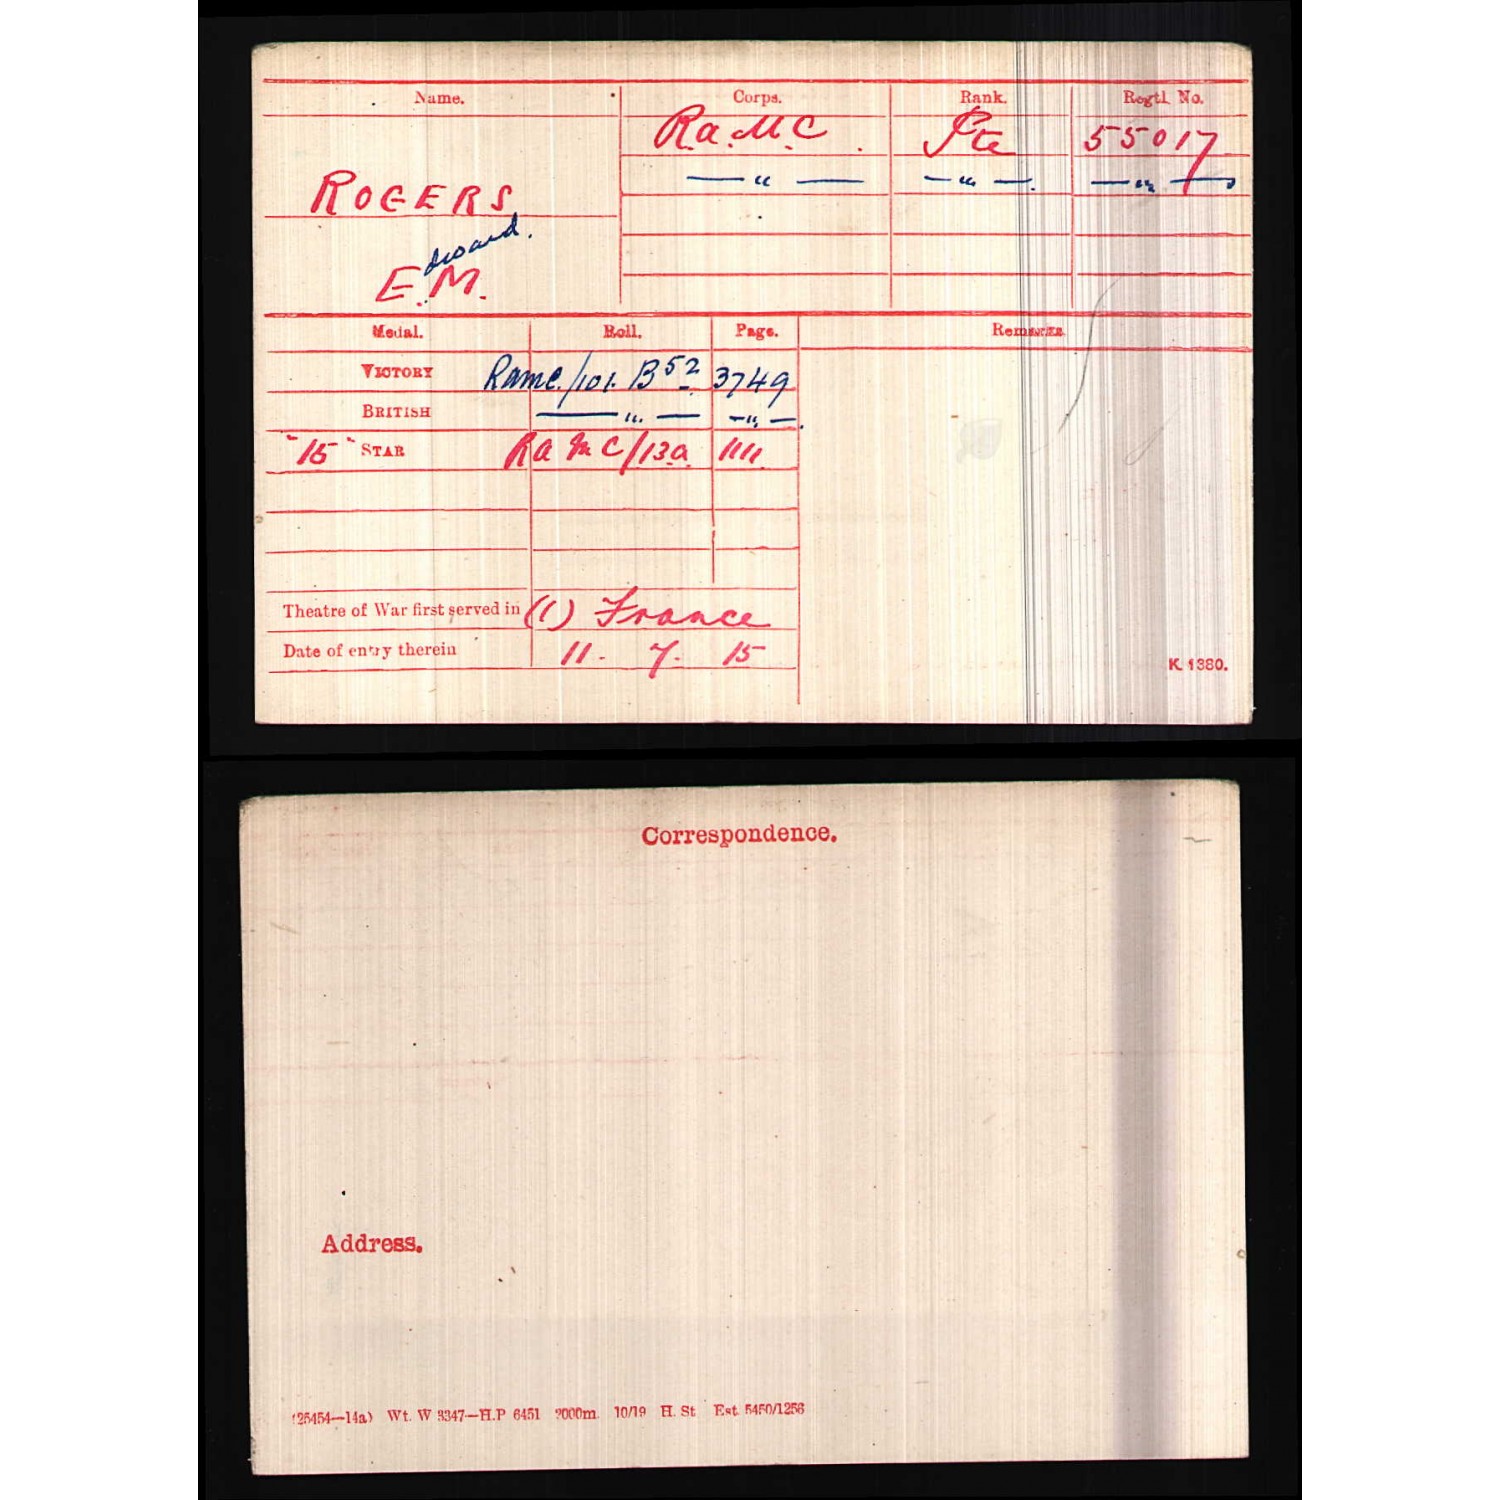 Name. Corps. Rank. Regtl. No.
R.a.M.C. Pte 55017
—"— —"—. —"—
ROGERS
dward.
E.M.
Medal. Roll. Page. Remarks.
VICTORY Ramc/101 B52 3749
BRITISH —"— —"—.
"15" STAR RaMC/13a 1111
Theatre of War first served in (1) France
Date of entry therein 11. 7. 15
K. 1380.
Correspondence.
Address.
(25454—14a) Wt. W 3347—H.P 6451 2000m. 10/19 H. St Est. 5450/1256